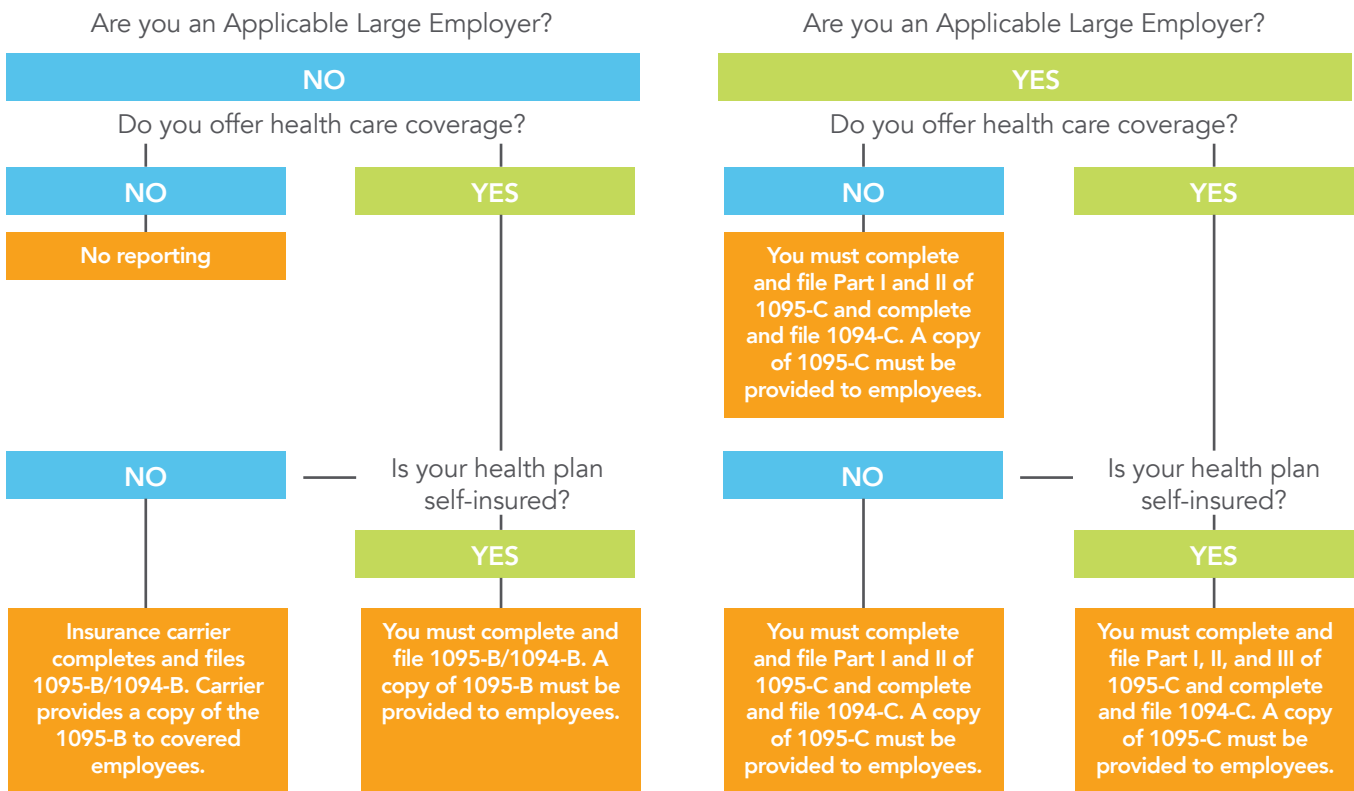 Are you an Applicable Large Employer?
NO
Do you offer health care coverage?
NO
YES
No reporting
NO
Is your health plan
self-insured?
YES
Insurance carrier
completes and files
1095-B/1094-B. Carrier
provides a copy of the
1095-B to covered
employees.
You must complete and
file 1095-B/1094-B. A
copy of 1095-B must be
provided to employees.
Are you an Applicable Large Employer?
YES
Do you offer health care coverage?
NO
YES
You must complete
and file Part I and II of
1095-C and complete
and file 1094-C. A copy
of 1095-C must be
provided to employees.
NO
Is your health plan
self-insured?
YES
You must complete
and file Part I and II of
1095-C and complete
and file 1094-C. A copy
of 1095-C must be
provided to employees.
You must complete and
file Part I, II, and III of
1095-C and complete
and file 1094-C. A copy
of 1095-C must be
provided to employees.